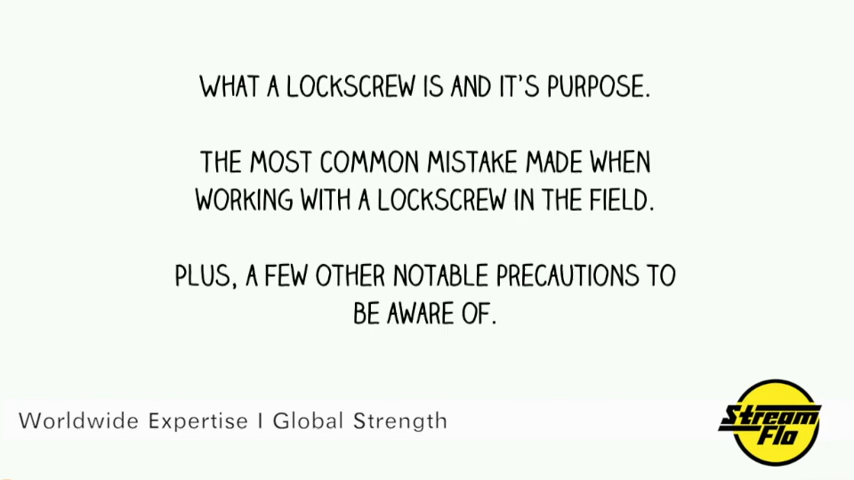 WHAT A LOCKSCREW IS AND IT'S PURPOSE.
THE MOST COMMON MISTAKE MADE WHEN
WORKING WITH A LOCKSCREW IN THE FIELD.
PLUS, A FEW OTHER NOTABLE PRECAUTIONS TO
BE AWARE OF.
Worldwide Expertise I Global Strength
Stream
Flo